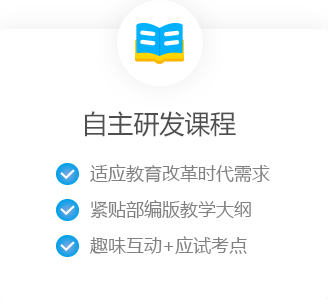 自主研发课程
适应教育改革时代需求
紧贴部编版教学大纲
趣味互动+应试考点